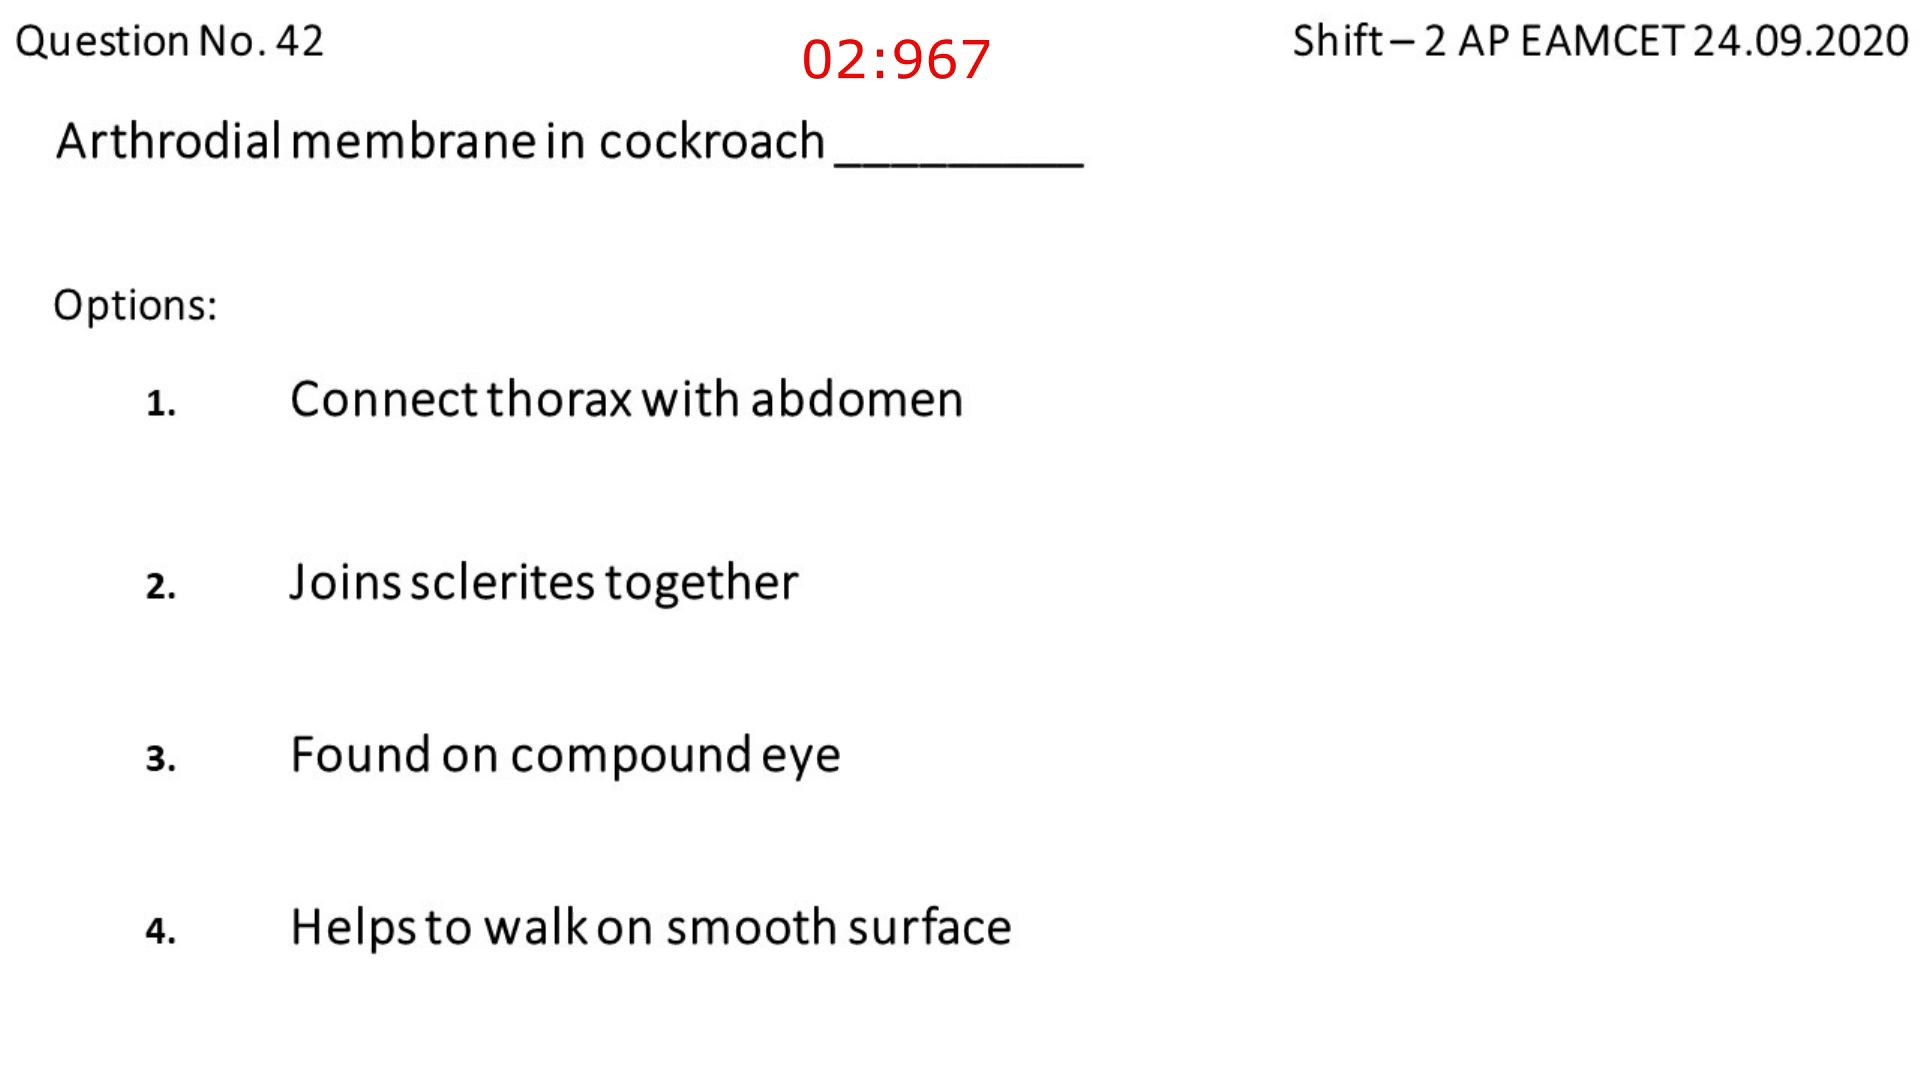 Question No. 42
02:967
Shift – 2 AP EAMCET 24.09.2020
Arthrodial membrane in cockroach _________
Options:
1. Connect thorax with abdomen
2. Joins sclerites together
3. Found on compound eye
4. Helps to walk on smooth surface